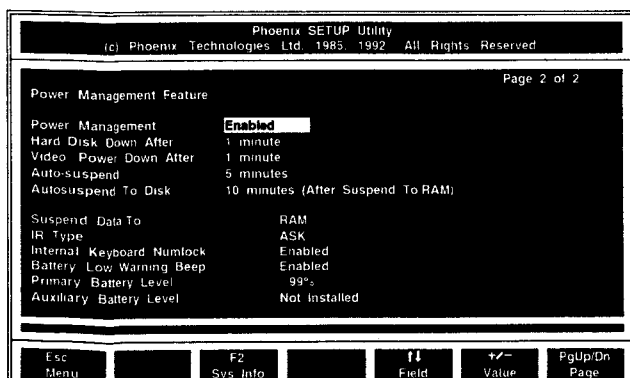 Phoenix SETUP Utility
(c) Phoenix Technologies Ltd. 1985, 1992 All Rights Reserved
Page 2 of 2
Power Management Feature
Power Management Enabled
Hard Disk Down After 1 minute
Video Power Down After 1 minute
Auto-suspend 5 minutes
Autosuspend To Disk 10 minutes (After Suspend To RAM)
Suspend Data To RAM
IR Type ASK
Internal Keyboard Numlock Enabled
Battery Low Warning Beep Enabled
Primary Battery Level 99%
Auxiliary Battery Level Not Installed
Esc F2 ↑↓ +/- PgUp/Dn
Menu Sys Info Field Value Page